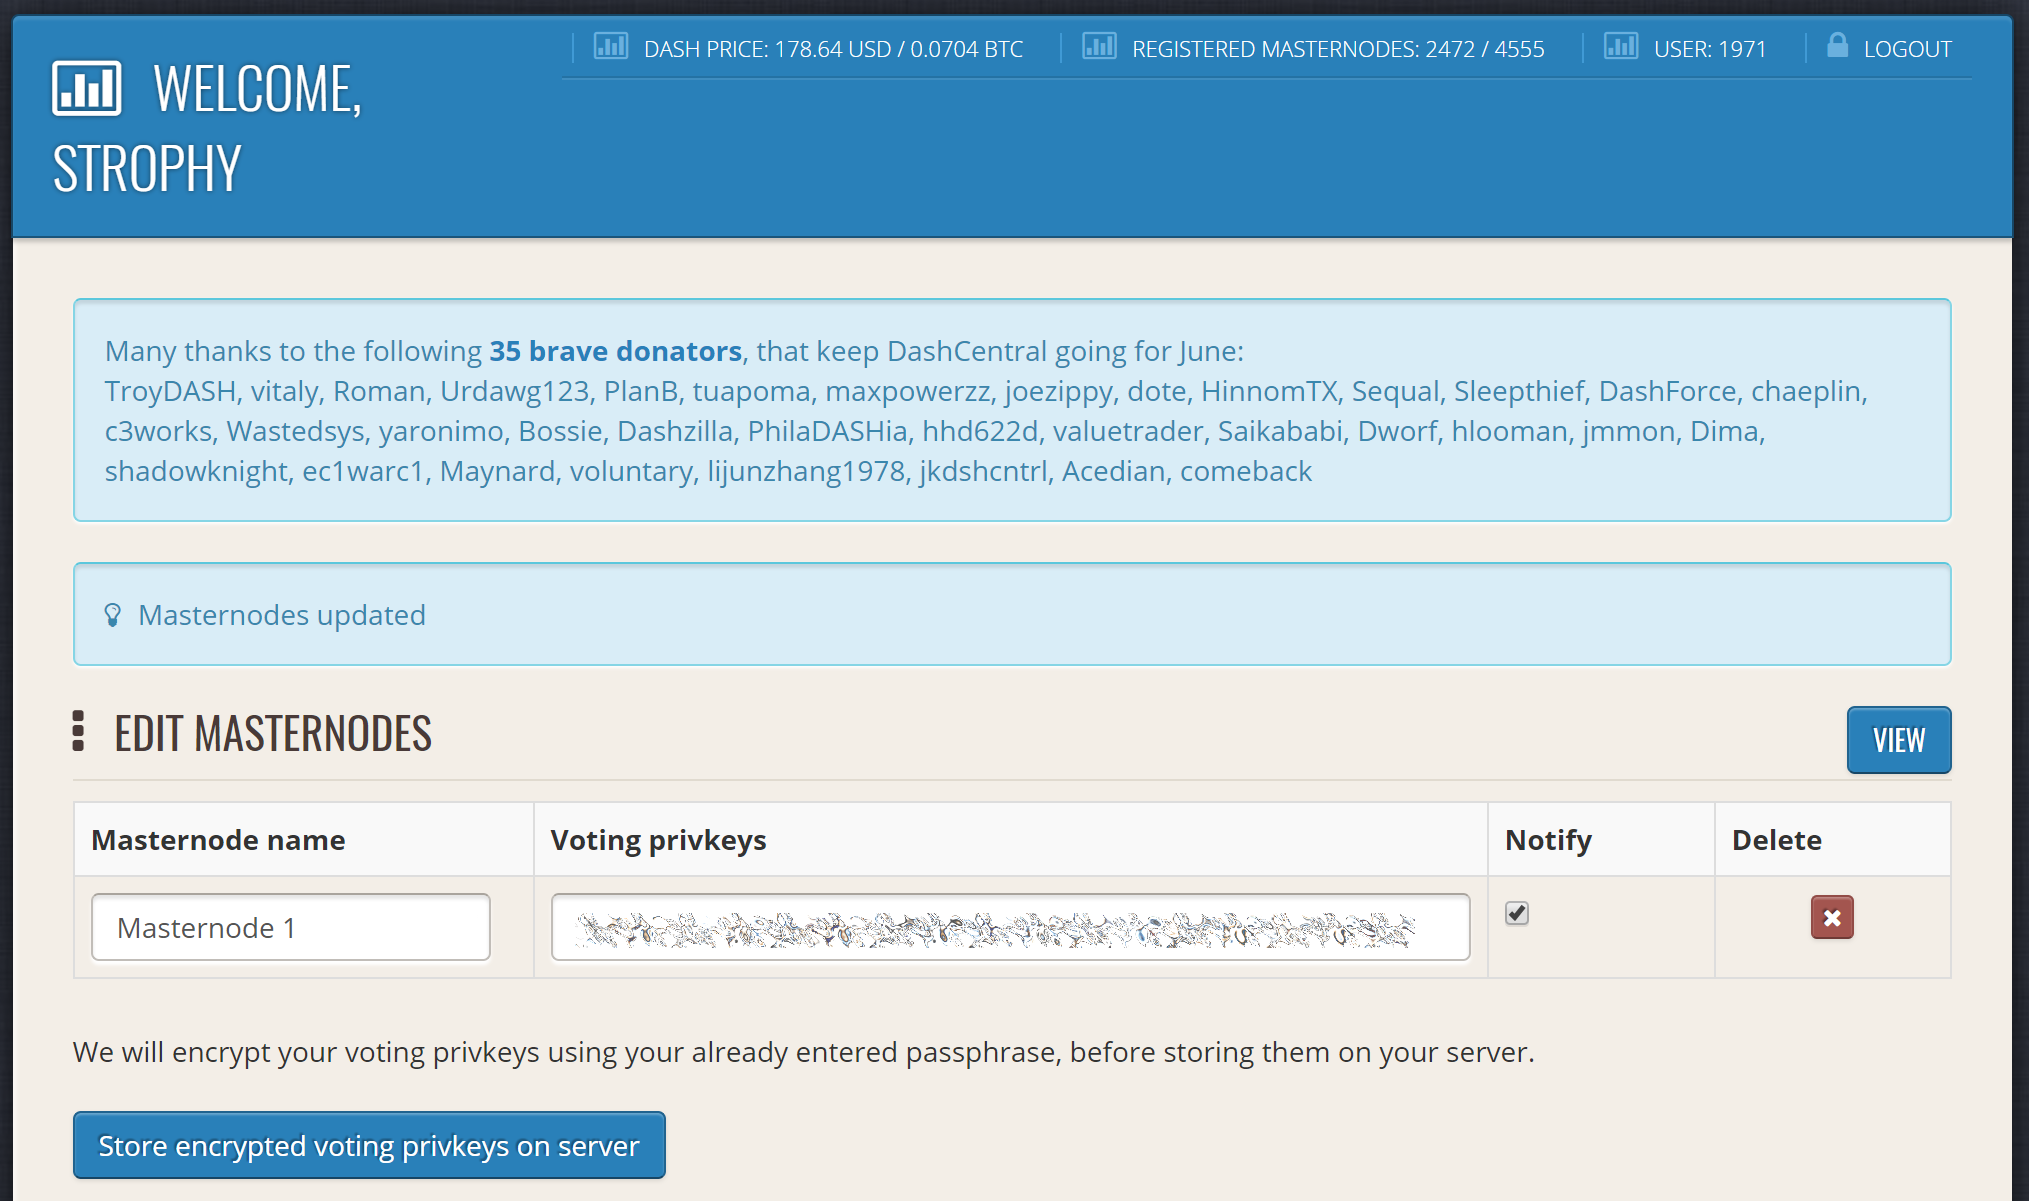 DASH PRICE: 178.64 USD / 0.0704 BTC
REGISTERED MASTERNODES: 2472 / 4555
USER: 1971
LOGOUT
WELCOME,
STROPHY
Many thanks to the following 35 brave donators, that keep DashCentral going for June:
TroyDASH, vitaly, Roman, Urdawg123, PlanB, tuapoma, maxpowerzz, joezippy, dote, HinnomTX, Sequal, Sleepthief, DashForce, chaeplin,
c3works, Wastedsys, yaronimo, Bossie, Dashzilla, PhilaDASHia, hhd622d, valuetrader, Saikababi, Dworf, hlooman, jmmon, Dima,
shadowknight, ec1warc1, Maynard, voluntary, lijunzhang1978, jkdshcntrl, Acedian, comeback
Masternodes updated
EDIT MASTERNODES
VIEW
Masternode name
Voting privkeys
Notify
Delete
Masternode 1
We will encrypt your voting privkeys using your already entered passphrase, before storing them on your server.
Store encrypted voting privkeys on server